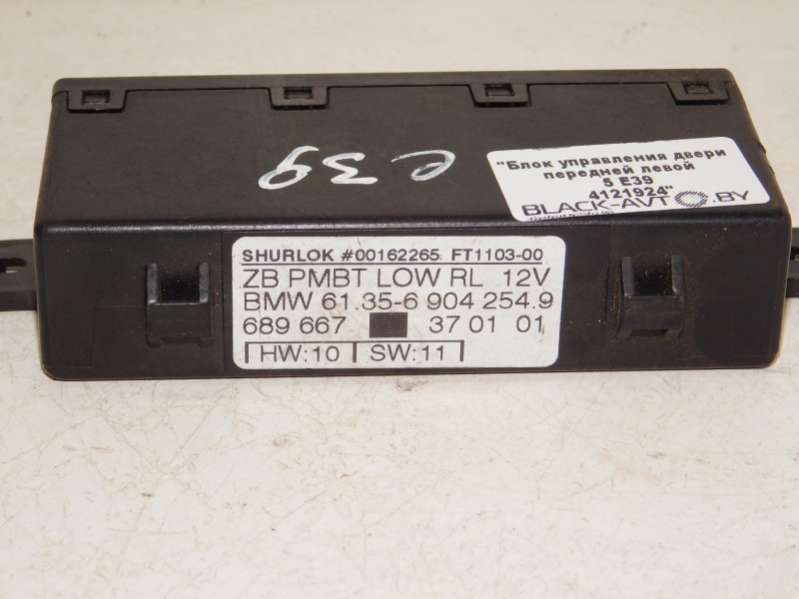 "Блок управления двери
передней левой
5 E39
4121924"
BLACK-AVTO.BY
e39
SHURLOK #00162265 FT1103-00
ZB PMBT LOW RL 12V
BMW 61.35-6 904 254.9
689 667 37 01 01
HW:10 SW:11